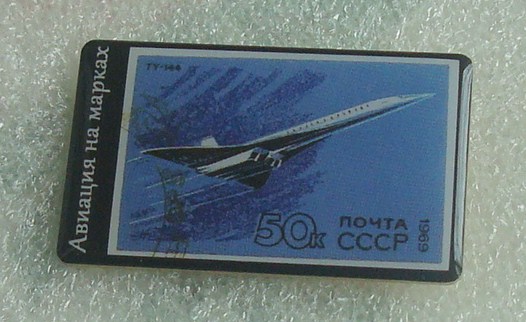 Авиация на марках
ТУ-144
50К
ПОЧТА
СССР
1969